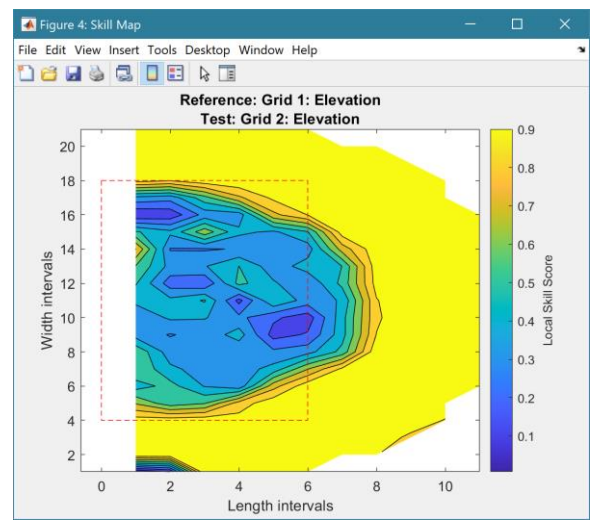 Figure 4: Skill Map
File Edit View Insert Tools Desktop Window Help
Reference: Grid 1: Elevation
Test: Grid 2: Elevation
20
18
16
14
12
10
8
6
4
2
Width intervals
0 2 4 6 8 10
Length intervals
0.9
0.8
0.7
0.6
0.5
0.4
0.3
0.2
0.1
Local Skill Score